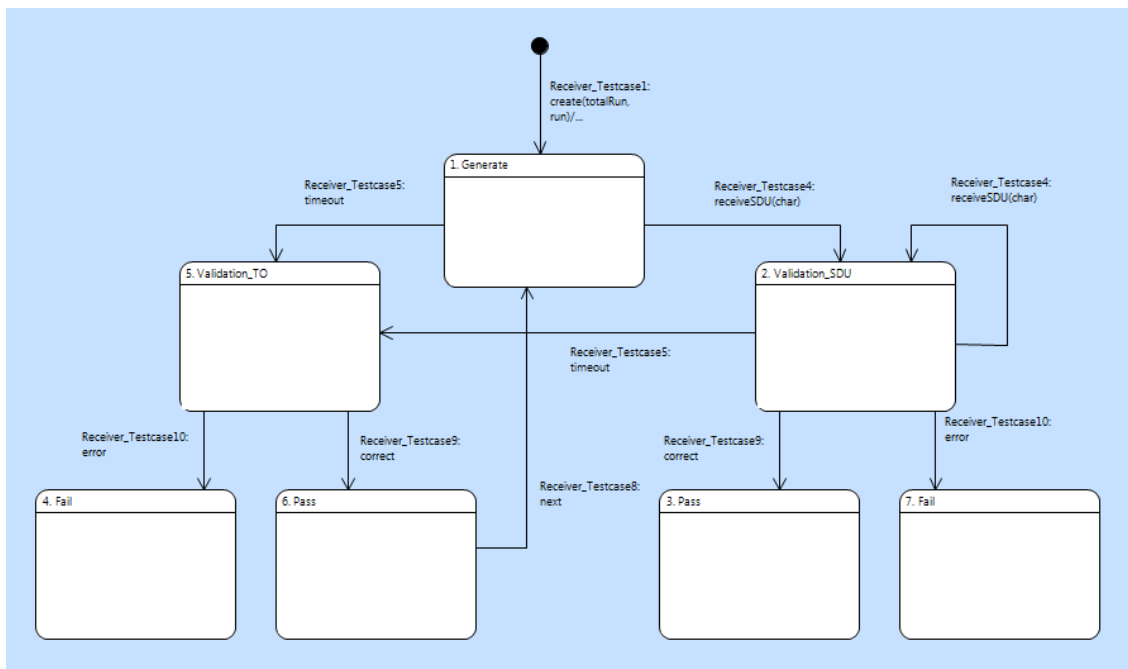 Receiver_Testcase1:
create(totalRun,
run)/...
1. Generate
Receiver_Testcase5:
timeout
Receiver_Testcase4:
receiveSDU(char)
Receiver_Testcase4:
receiveSDU(char)
5. Validation_TO
2. Validation_SDU
Receiver_Testcase5:
timeout
Receiver_Testcase10:
error
Receiver_Testcase9:
correct
Receiver_Testcase9:
correct
Receiver_Testcase10:
error
Receiver_Testcase8:
next
4. Fail
6. Pass
3. Pass
7. Fail